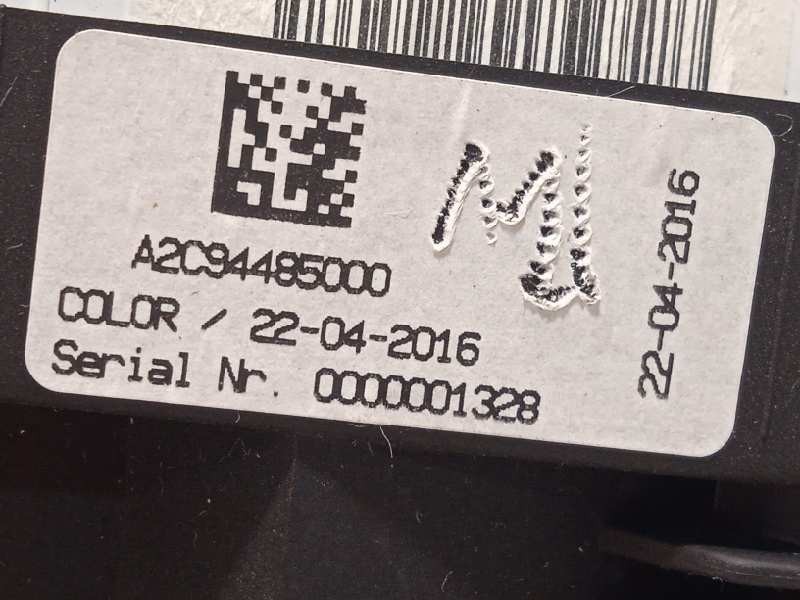 A2C94485000
COLOR / 22-04-2016
Serial Nr. 0000001328
22-04-2016